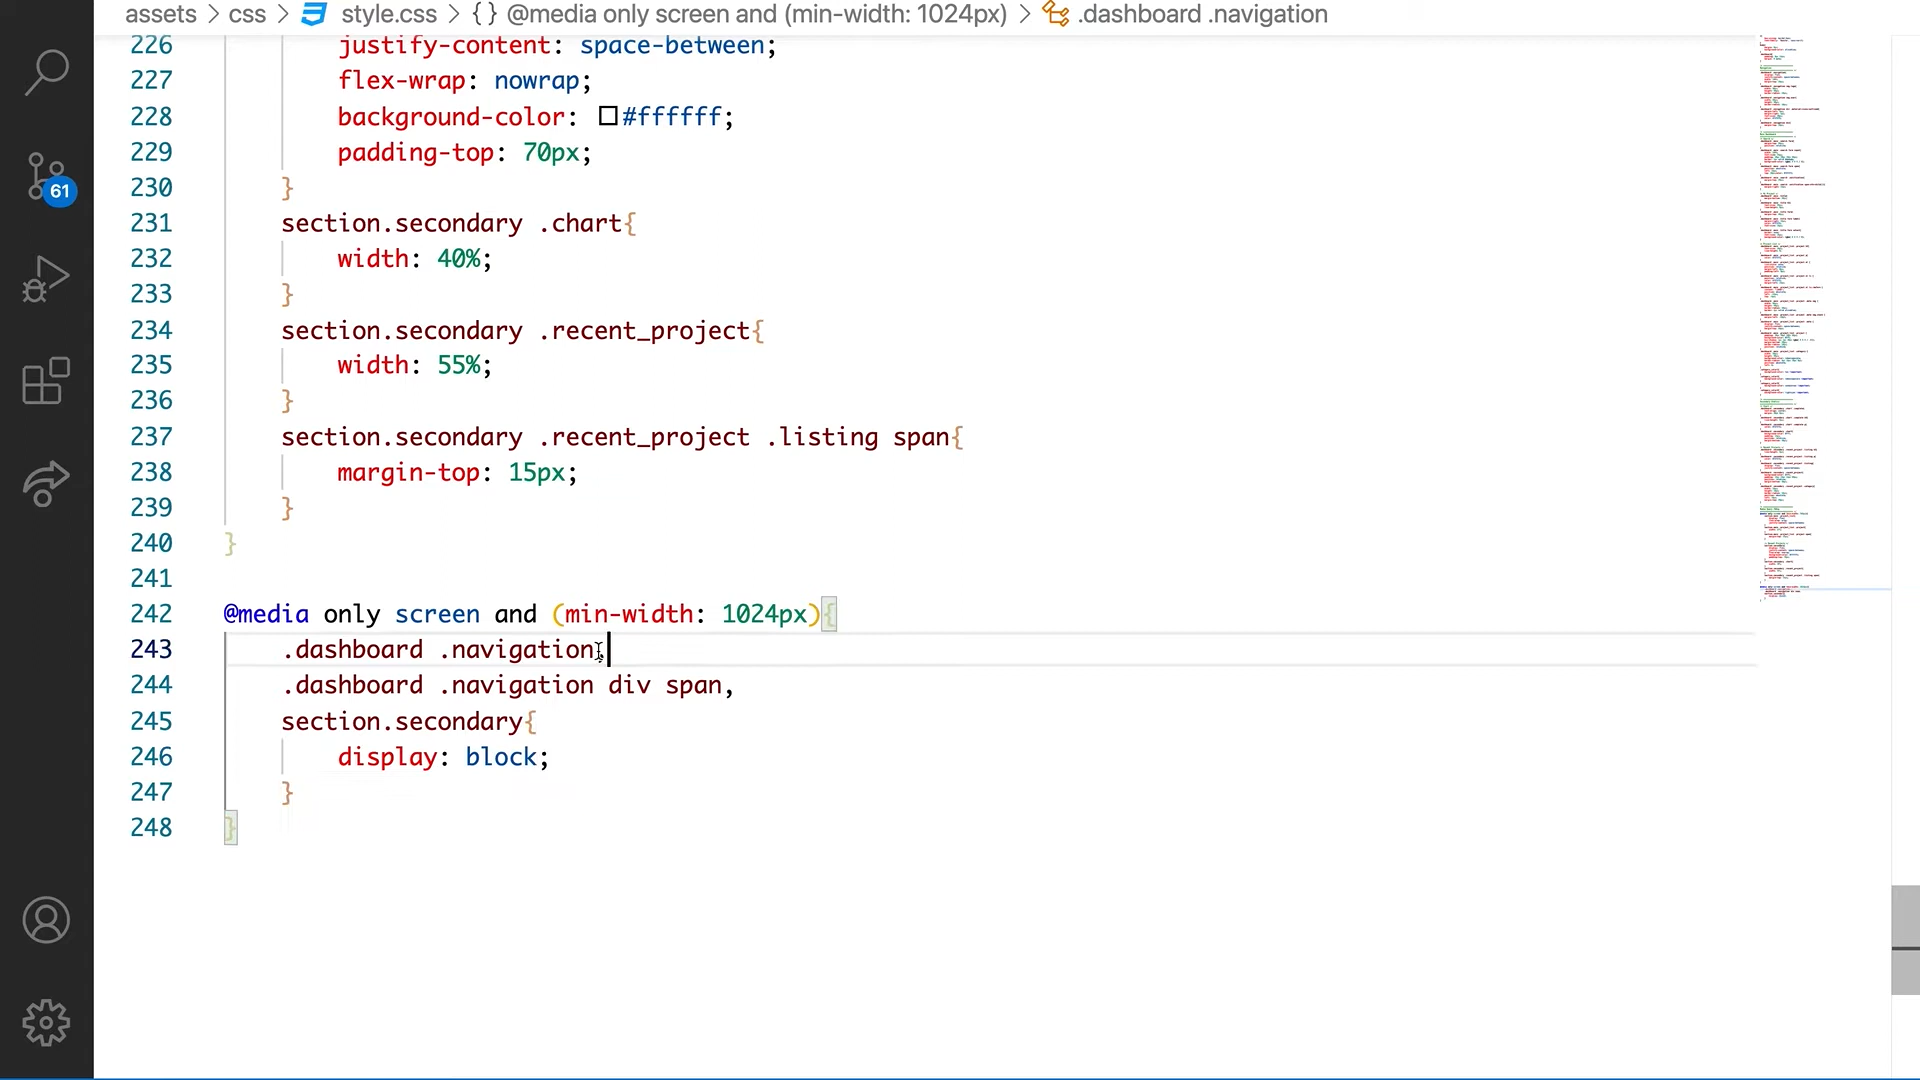 assets > css > style.css > {} @media only screen and (min-width: 1024px) > .dashboard .navigation
226 justify-content: space-between;
227 flex-wrap: nowrap;
228 background-color: #ffffff;
229 padding-top: 70px;
230 }
231 section.secondary .chart{
232 width: 40%;
233 }
234 section.secondary .recent_project{
235 width: 55%;
236 }
237 section.secondary .recent_project .listing span{
238 margin-top: 15px;
239 }
240 }
241
242 @media only screen and (min-width: 1024px){
243 .dashboard .navigation,
244 .dashboard .navigation div span,
245 section.secondary{
246 display: block;
247 }
248 }
61